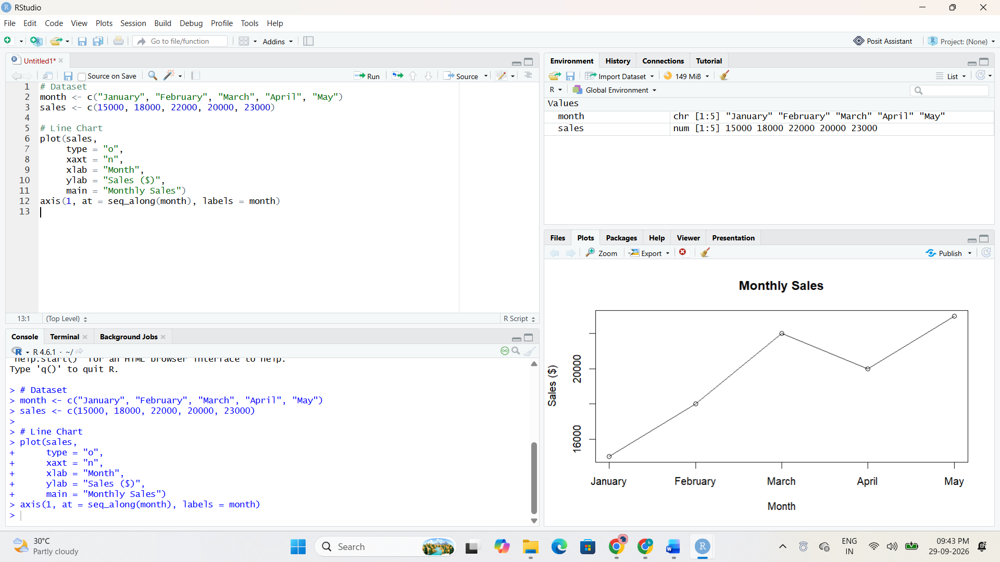 RStudio
File Edit Code View Plots Session Build Debug Profile Tools Help
Go to file/function Addins Posit Assistant Project: (None)
Untitled1*
Source on Save Run Source
1 # Dataset
2 month <- c("January", "February", "March", "April", "May")
3 sales <- c(15000, 18000, 22000, 20000, 23000)
4
5 # Line Chart
6 plot(sales,
7 type = "o",
8 xaxt = "n",
9 xlab = "Month",
10 ylab = "Sales ($)",
11 main = "Monthly Sales")
12 axis(1, at = seq_along(month), labels = month)
13
13:1 (Top Level) R Script
Console Terminal Background Jobs
R R 4.6.1 · ~/
'help.start()' for an HTML browser interface to help.
Type 'q()' to quit R.
> # Dataset
> month <- c("January", "February", "March", "April", "May")
> sales <- c(15000, 18000, 22000, 20000, 23000)
>
> # Line Chart
> plot(sales,
+ type = "o",
+ xaxt = "n",
+ xlab = "Month",
+ ylab = "Sales ($)",
+ main = "Monthly Sales")
> axis(1, at = seq_along(month), labels = month)
>
Environment History Connections Tutorial
Import Dataset 149 MiB List
R Global Environment
Values
month chr [1:5] "January" "February" "March" "April" "May"
sales num [1:5] 15000 18000 22000 20000 23000
Files Plots Packages Help Viewer Presentation
Zoom Export Publish
Monthly Sales
Sales ($)
20000
16000
January February March April May
Month
30°C
Partly cloudy
Search
ENG
IN
09:43 PM
29-09-2026